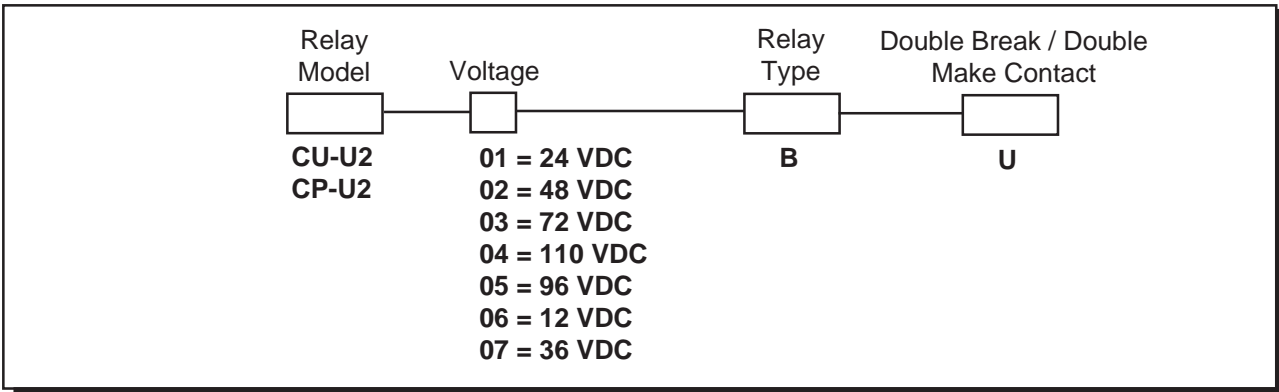 Relay
Model
Voltage
Relay
Type
Double Break / Double
Make Contact
CU-U2
CP-U2
01 = 24 VDC
02 = 48 VDC
03 = 72 VDC
04 = 110 VDC
05 = 96 VDC
06 = 12 VDC
07 = 36 VDC
B
U